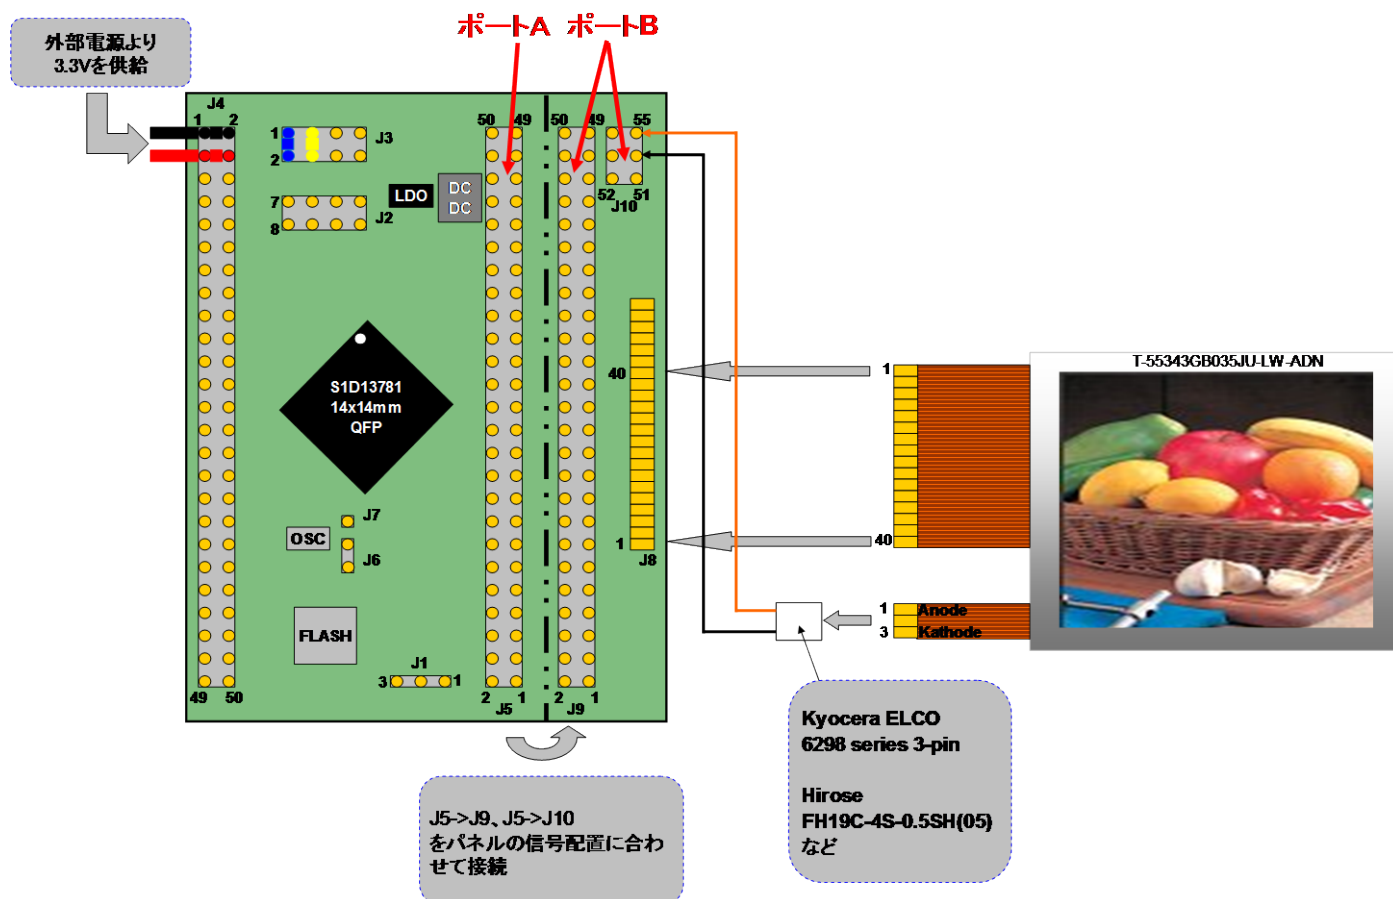 ポートA ポートB
外部電源より
3.3Vを供給
J4
1 2
1
2
J3
7
8
J2
LDO
DC
DC
50 49
50 49 55
52 51
J10
S1D13781
14x14mm
QFP
40
1
J8
J7
OSC
J6
FLASH
J1
3 1
49 50
2 1
J5
2 1
J9
T-55343GB035JU-LW-ADN
1
40
1 Anode
3 Kathode
J5->J9、J5->J10
をパネルの信号配置に合わ
せて接続
Kyocera ELCO
6298 series 3-pin
Hirose
FH19C-4S-0.5SH(05)
など